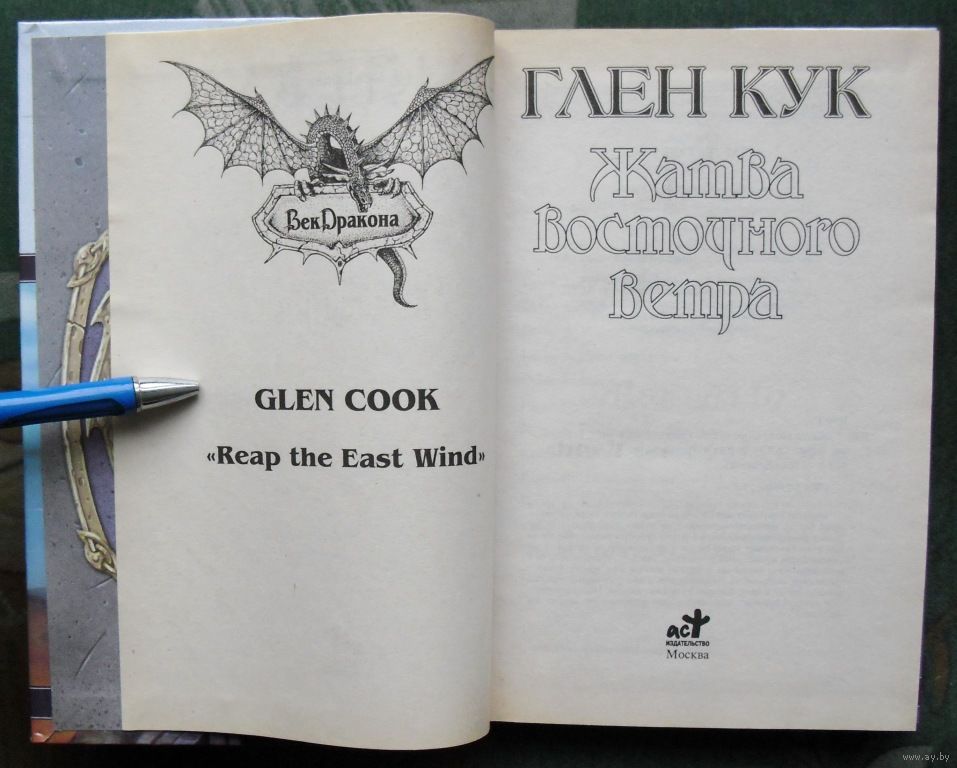 ВекДракона
GLEN COOK
«Reap the East Wind»
ГЛЕН КУК
Жатва
Восточного
Ветра
аст
ИЗДАТЕЛЬСТВО
Москва
www.ay.by